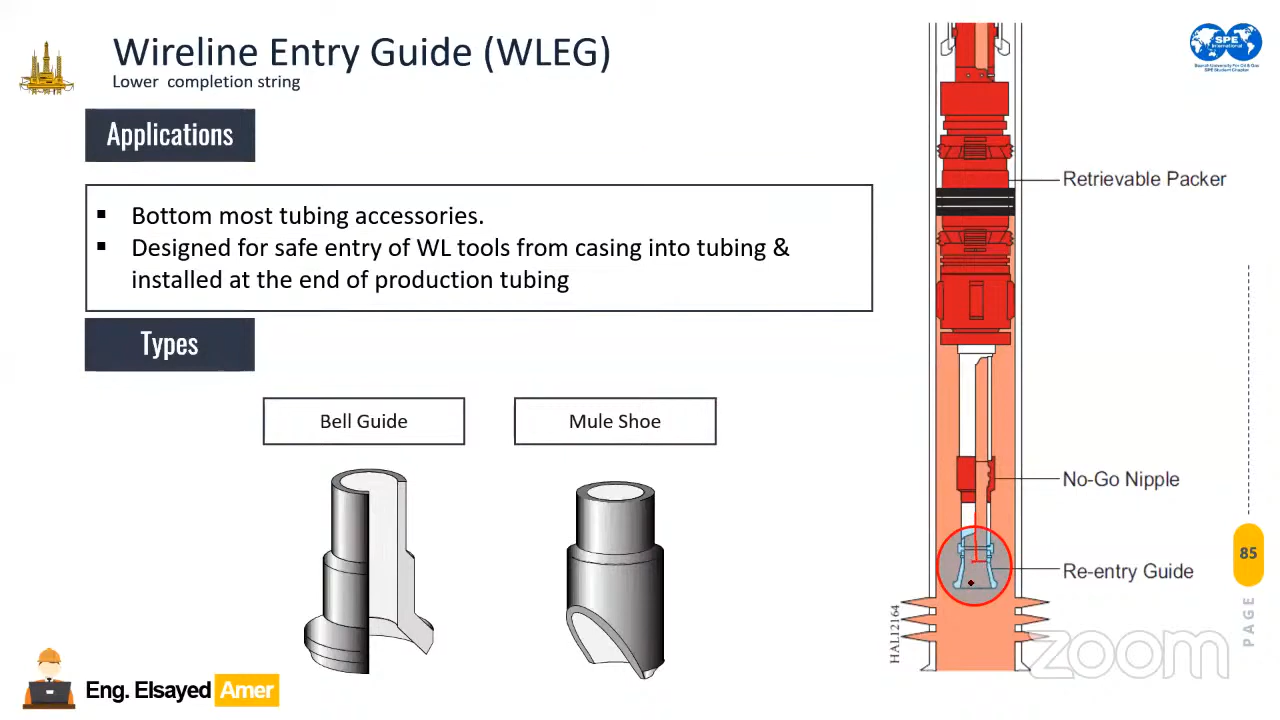 Wireline Entry Guide (WLEG)
Lower completion string
SPE
International
Applications
▪ Bottom most tubing accessories.
▪ Designed for safe entry of WL tools from casing into tubing &
installed at the end of production tubing
Types
Bell Guide
Mule Shoe
Retrievable Packer
No-Go Nipple
Re-entry Guide
HAL12164
85
PAGE
zoom
Eng. Elsayed Amer